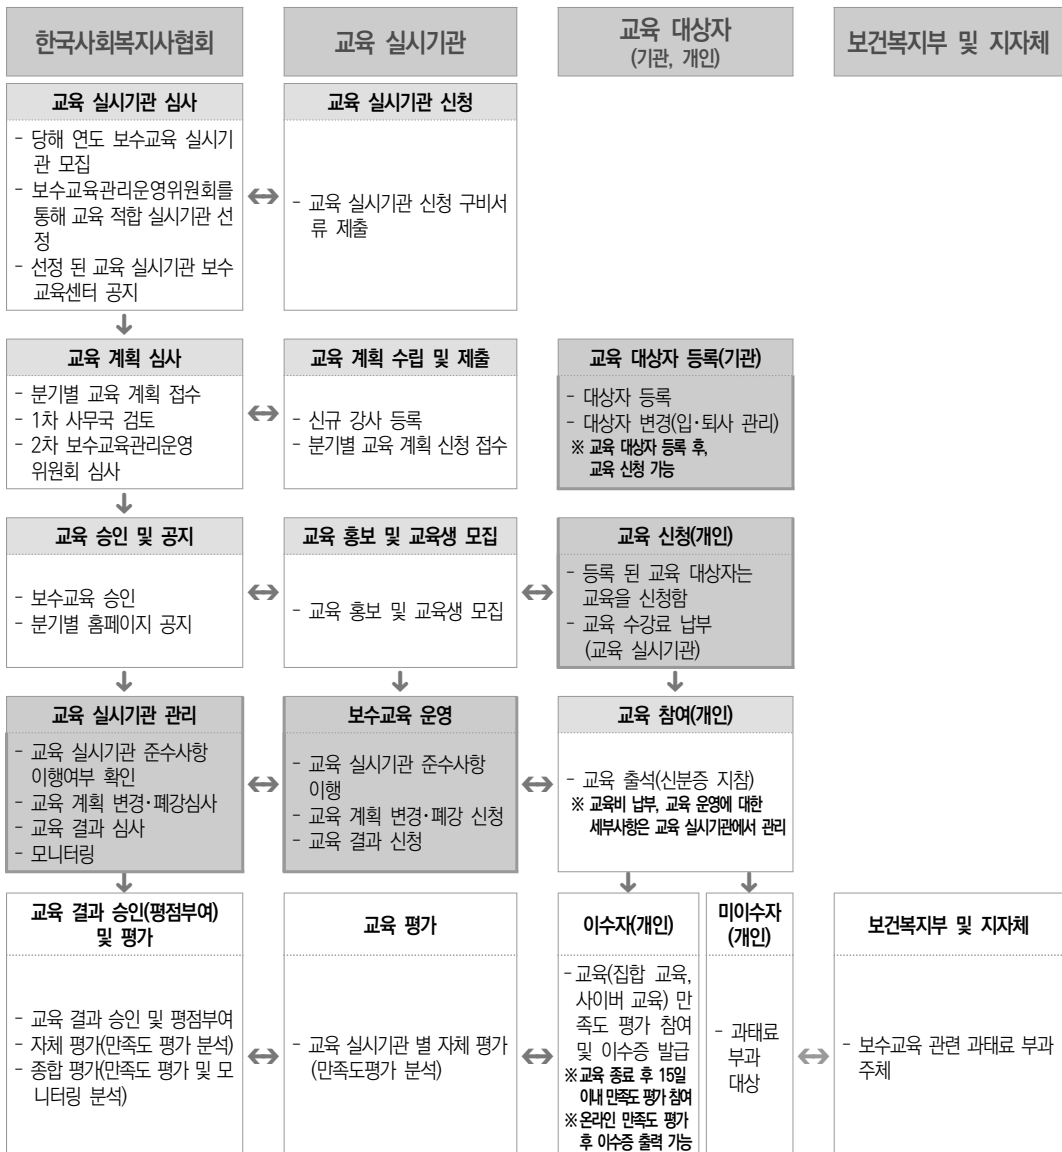 한국사회복지사협회
교육 실시기관
교육 대상자
(기관, 개인)
보건복지부 및 지자체
교육 실시기관 심사
- 당해 연도 보수교육 실시기
관 모집
- 보수교육관리운영위원회를
통해 교육 적합 실시기관 선
정
- 선정 된 교육 실시기관 보수
교육센터 공지
교육 실시기관 신청
- 교육 실시기관 신청 구비서
류 제출
교육 계획 심사
- 분기별 교육 계획 접수
- 1차 사무국 검토
- 2차 보수교육관리운영
위원회 심사
교육 계획 수립 및 제출
- 신규 강사 등록
- 분기별 교육 계획 신청 접수
교육 대상자 등록(기관)
- 대상자 등록
- 대상자 변경(입·퇴사 관리)
※ 교육 대상자 등록 후,
교육 신청 가능
교육 승인 및 공지
- 보수교육 승인
- 분기별 홈페이지 공지
교육 홍보 및 교육생 모집
- 교육 홍보 및 교육생 모집
교육 신청(개인)
- 등록 된 교육 대상자는
교육을 신청함
- 교육 수강료 납부
(교육 실시기관)
교육 실시기관 관리
- 교육 실시기관 준수사항
이행여부 확인
- 교육 계획 변경·폐강심사
- 교육 결과 심사
- 모니터링
보수교육 운영
- 교육 실시기관 준수사항
이행
- 교육 계획 변경·폐강 신청
- 교육 결과 신청
교육 참여(개인)
- 교육 출석(신분증 지참)
※ 교육비 납부, 교육 운영에 대한
세부사항은 교육 실시기관에서 관리
교육 결과 승인(평점부여)
및 평가
- 교육 결과 승인 및 평점부여
- 자체 평가(만족도 평가 분석)
- 종합 평가(만족도 평가 및 모
니터링 분석)
교육 평가
- 교육 실시기관 별 자체 평가
(만족도평가 분석)
이수자(개인)
- 교육(집합 교육,
사이버 교육) 만
족도 평가 참여
및 이수증 발급
※ 교육 종료 후 15일
이내 만족도 평가 참여
※ 온라인 만족도 평가
후 이수증 출력 가능
미이수자
(개인)
- 과태료
부과
대상
보건복지부 및 지자체
- 보수교육 관련 과태료 부과
주체